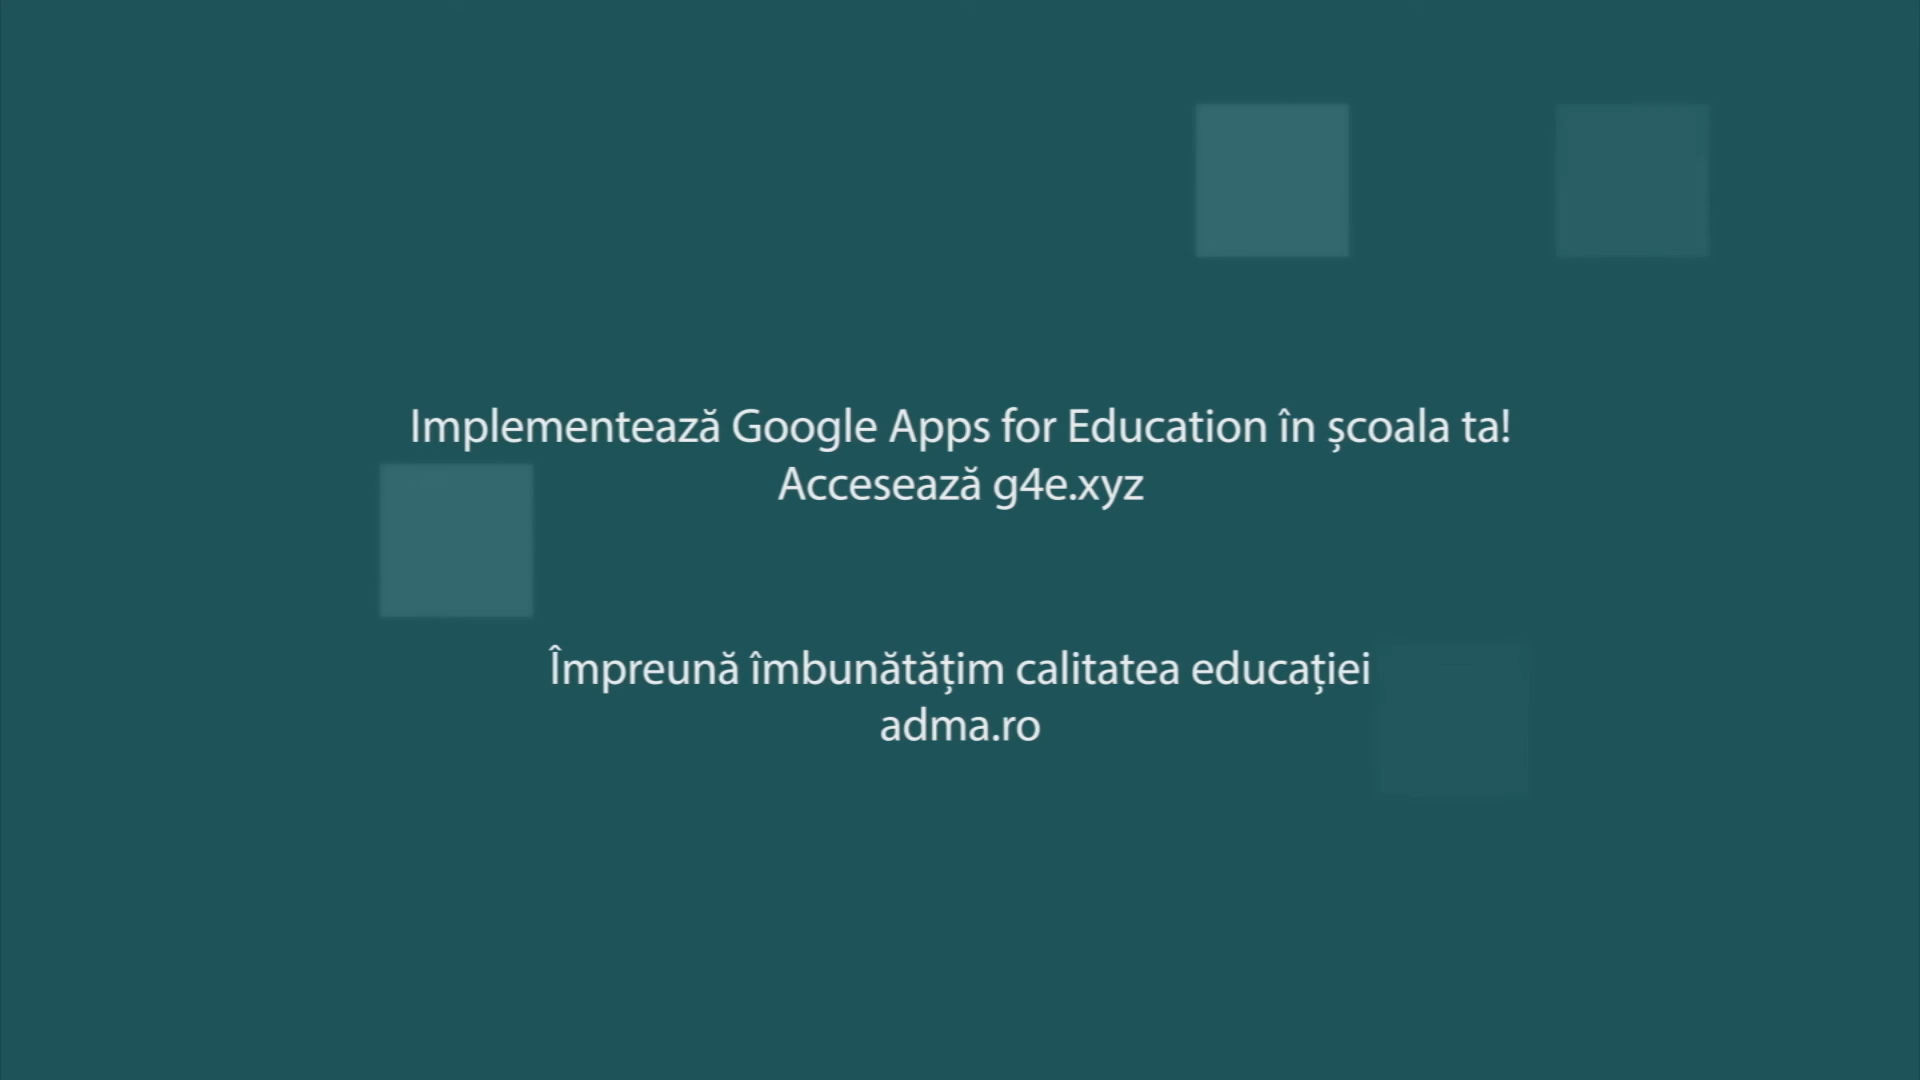 Implementează Google Apps for Education în școala ta!
Accesează g4e.xyz
Împreună îmbunătățim calitatea educației
adma.ro